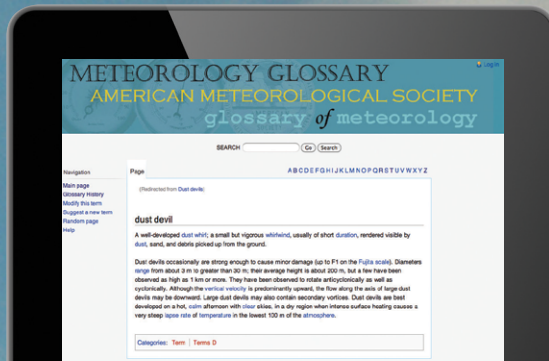 METEOROLOGY GLOSSARY
Log in
AMERICAN METEOROLOGICAL SOCIETY
glossary of meteorology
SEARCH Go Search
Navigation
Main page
Glossary History
Modify this term
Suggest a new term
Random page
Help
Page
A B C D E F G H I J K L M N O P Q R S T U V W X Y Z
(Redirected from Dust devils)
dust devil
A well-developed dust whirl; a small but vigorous whirlwind, usually of short duration, rendered visible by
dust, sand, and debris picked up from the ground.
Dust devils occasionally are strong enough to cause minor damage (up to F1 on the Fujita scale). Diameters
range from about 3 m to greater than 30 m; their average height is about 200 m, but a few have been
observed as high as 1 km or more. They have been observed to rotate anticyclonically as well as
cyclonically. Although the vertical velocity is predominantly upward, the flow along the axis of large dust
devils may be downward. Large dust devils may also contain secondary vortices. Dust devils are best
developed on a hot, calm afternoon with clear skies, in a dry region when intense surface heating causes a
very steep lapse rate of temperature in the lowest 100 m of the atmosphere.
Categories: Term | Terms D